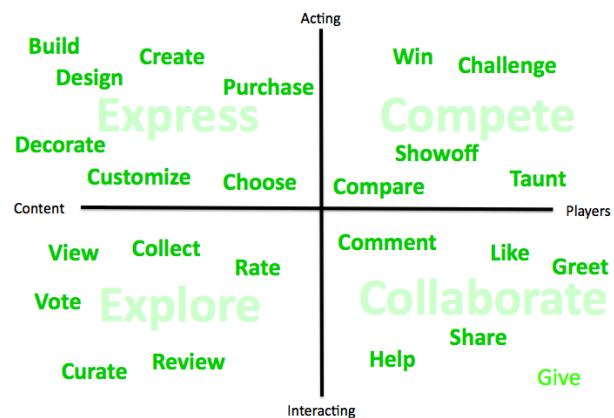 Acting
Build
Create
Design
Purchase
Express
Decorate
Customize
Choose
Win
Challenge
Compete
Showoff
Compare
Taunt
Content
Players
View
Collect
Rate
Vote
Explore
Curate
Review
Comment
Like
Greet
Collaborate
Share
Help
Give
Interacting